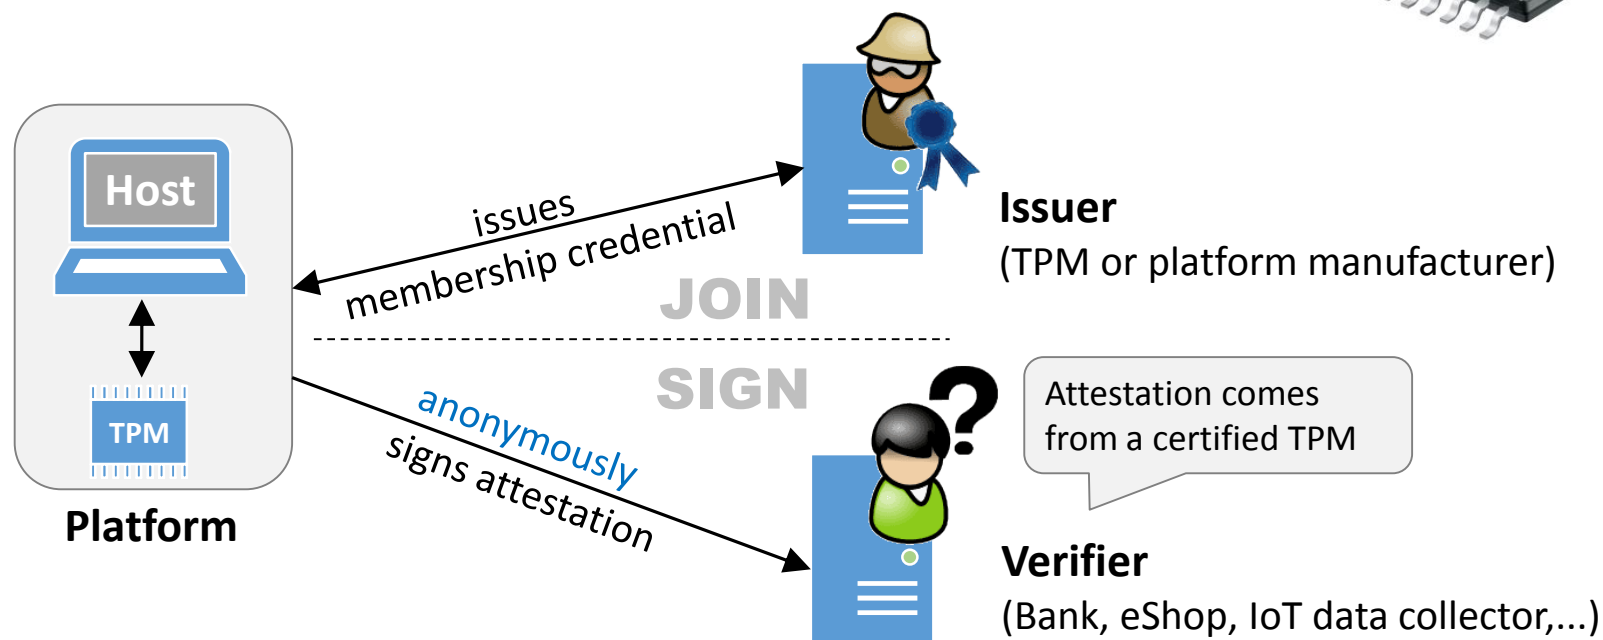 Host
TPM
Platform
issues
membership credential
JOIN
Issuer
(TPM or platform manufacturer)
SIGN
anonymously
signs attestation
?
Attestation comes
from a certified TPM
Verifier
(Bank, eShop, IoT data collector,...)